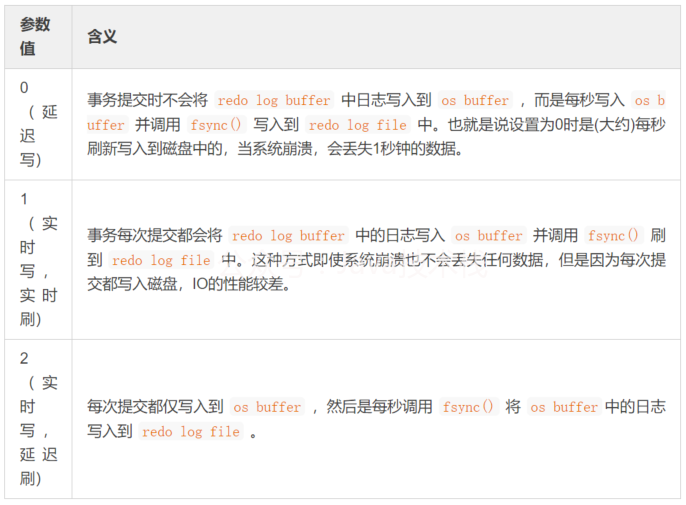 参数值
含义
0
（延
迟
写）
事务提交时不会将 redo log buffer 中日志写入到 os buffer ，而是每秒写入 os b
uffer 并调用 fsync() 写入到 redo log file 中。也就是说设置为0时是(大约)每秒
刷新写入到磁盘中的，当系统崩溃，会丢失1秒钟的数据。
1
（实
时
写，
实时
刷）
事务每次提交都会将 redo log buffer 中的日志写入 os buffer 并调用 fsync() 刷
到 redo log file 中。这种方式即使系统崩溃也不会丢失任何数据，但是因为每次提
交都写入磁盘，IO的性能较差。
2
（实
时
写，
延迟
刷）
每次提交都仅写入到 os buffer ，然后是每秒调用 fsync() 将 os buffer 中的日志
写入到 redo log file 。